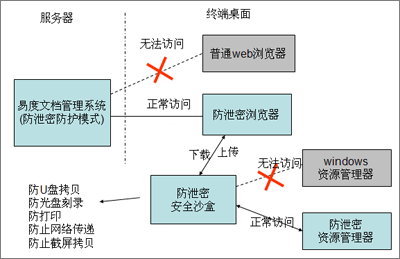 服务器
终端桌面
无法访问
普通web浏览器
易度文档管理系统
(防泄密防护模式)
正常访问
防泄密浏览器
下载
上传
无法访问
windows
资源管理器
防泄密
安全沙盒
防U盘拷贝
防光盘刻录
防打印
防止网络传递
防止截屏拷贝
正常访问
防泄密
资源管理器